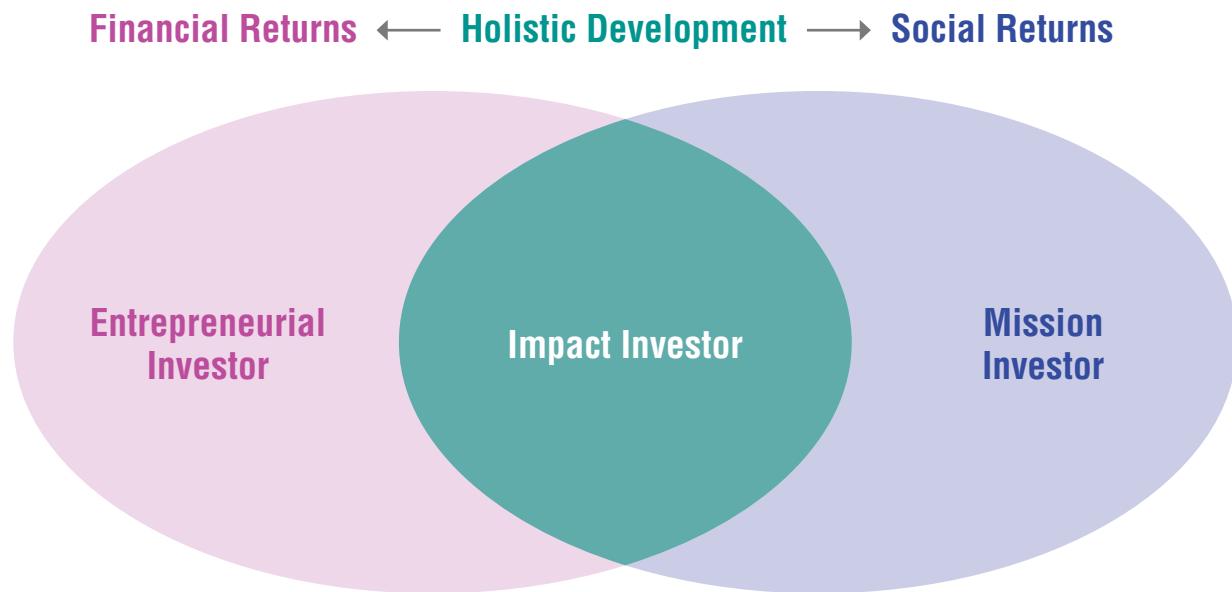 Financial Returns ← Holistic Development → Social Returns
Entrepreneurial
Investor
Impact Investor
Mission
Investor